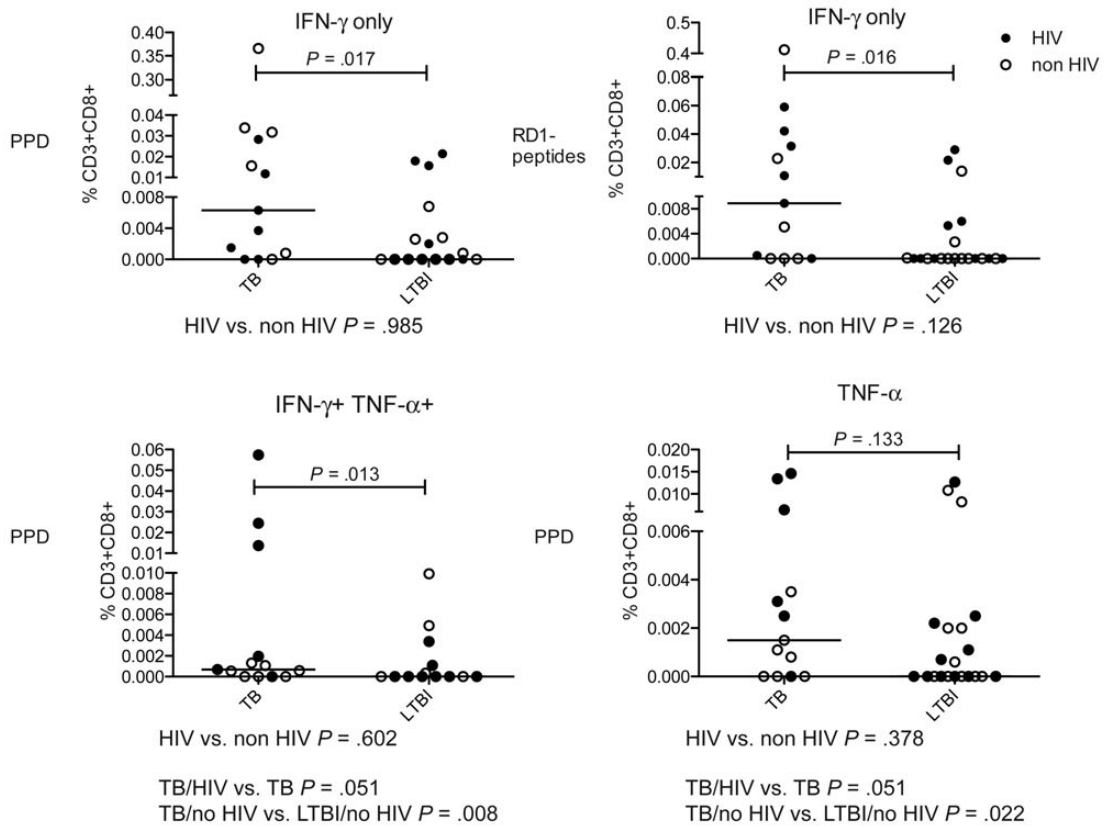 IFN-γ only
PPD
% CD3+CD8+
0.40
0.35
0.30
0.04
0.03
0.02
0.01
0.008
0.004
0.000
P = .017
TB
LTBI
HIV vs. non HIV P = .985
IFN-γ only
HIV
non HIV
RD1-
peptides
% CD3+CD8+
0.5
0.4
0.08
0.06
0.04
0.02
0.008
0.004
0.000
P = .016
TB
LTBI
HIV vs. non HIV P = .126
IFN-γ+ TNF-α+
PPD
% CD3+CD8+
0.06
0.05
0.04
0.03
0.02
0.01
0.010
0.008
0.006
0.004
0.002
0.000
P = .013
TB
LTBI
HIV vs. non HIV P = .602
TB/HIV vs. TB P = .051
TB/no HIV vs. LTBI/no HIV P = .008
TNF-α
PPD
% CD3+CD8+
0.020
0.015
0.010
0.006
0.004
0.002
0.000
P = .133
TB
LTBI
HIV vs. non HIV P = .378
TB/HIV vs. TB P = .051
TB/no HIV vs. LTBI/no HIV P = .022